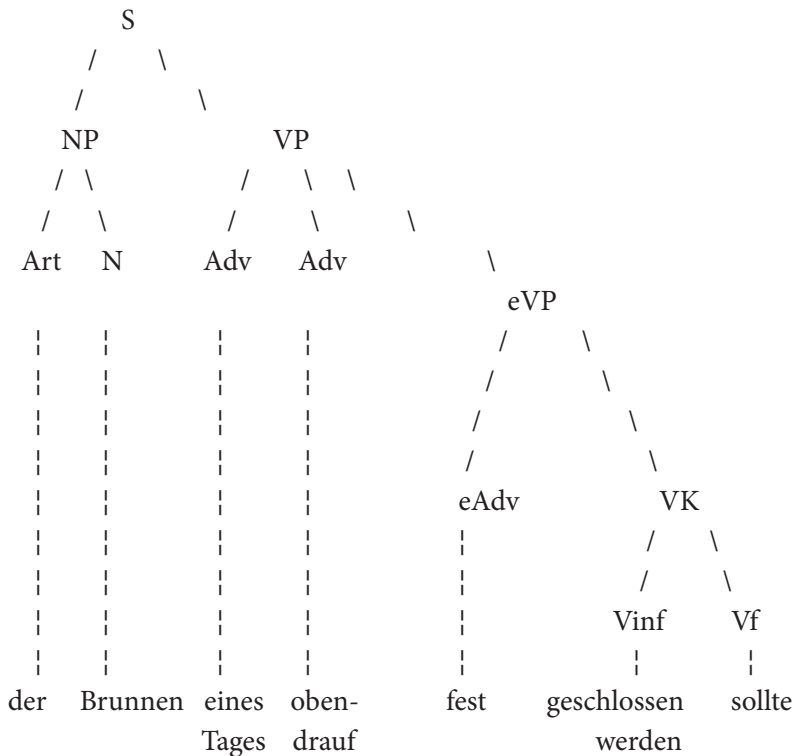 S
NP VP
Art N Adv Adv
eVP
eAdv VK
Vinf Vf
der Brunnen eines oben- fest geschlossen sollte
Tages drauf werden